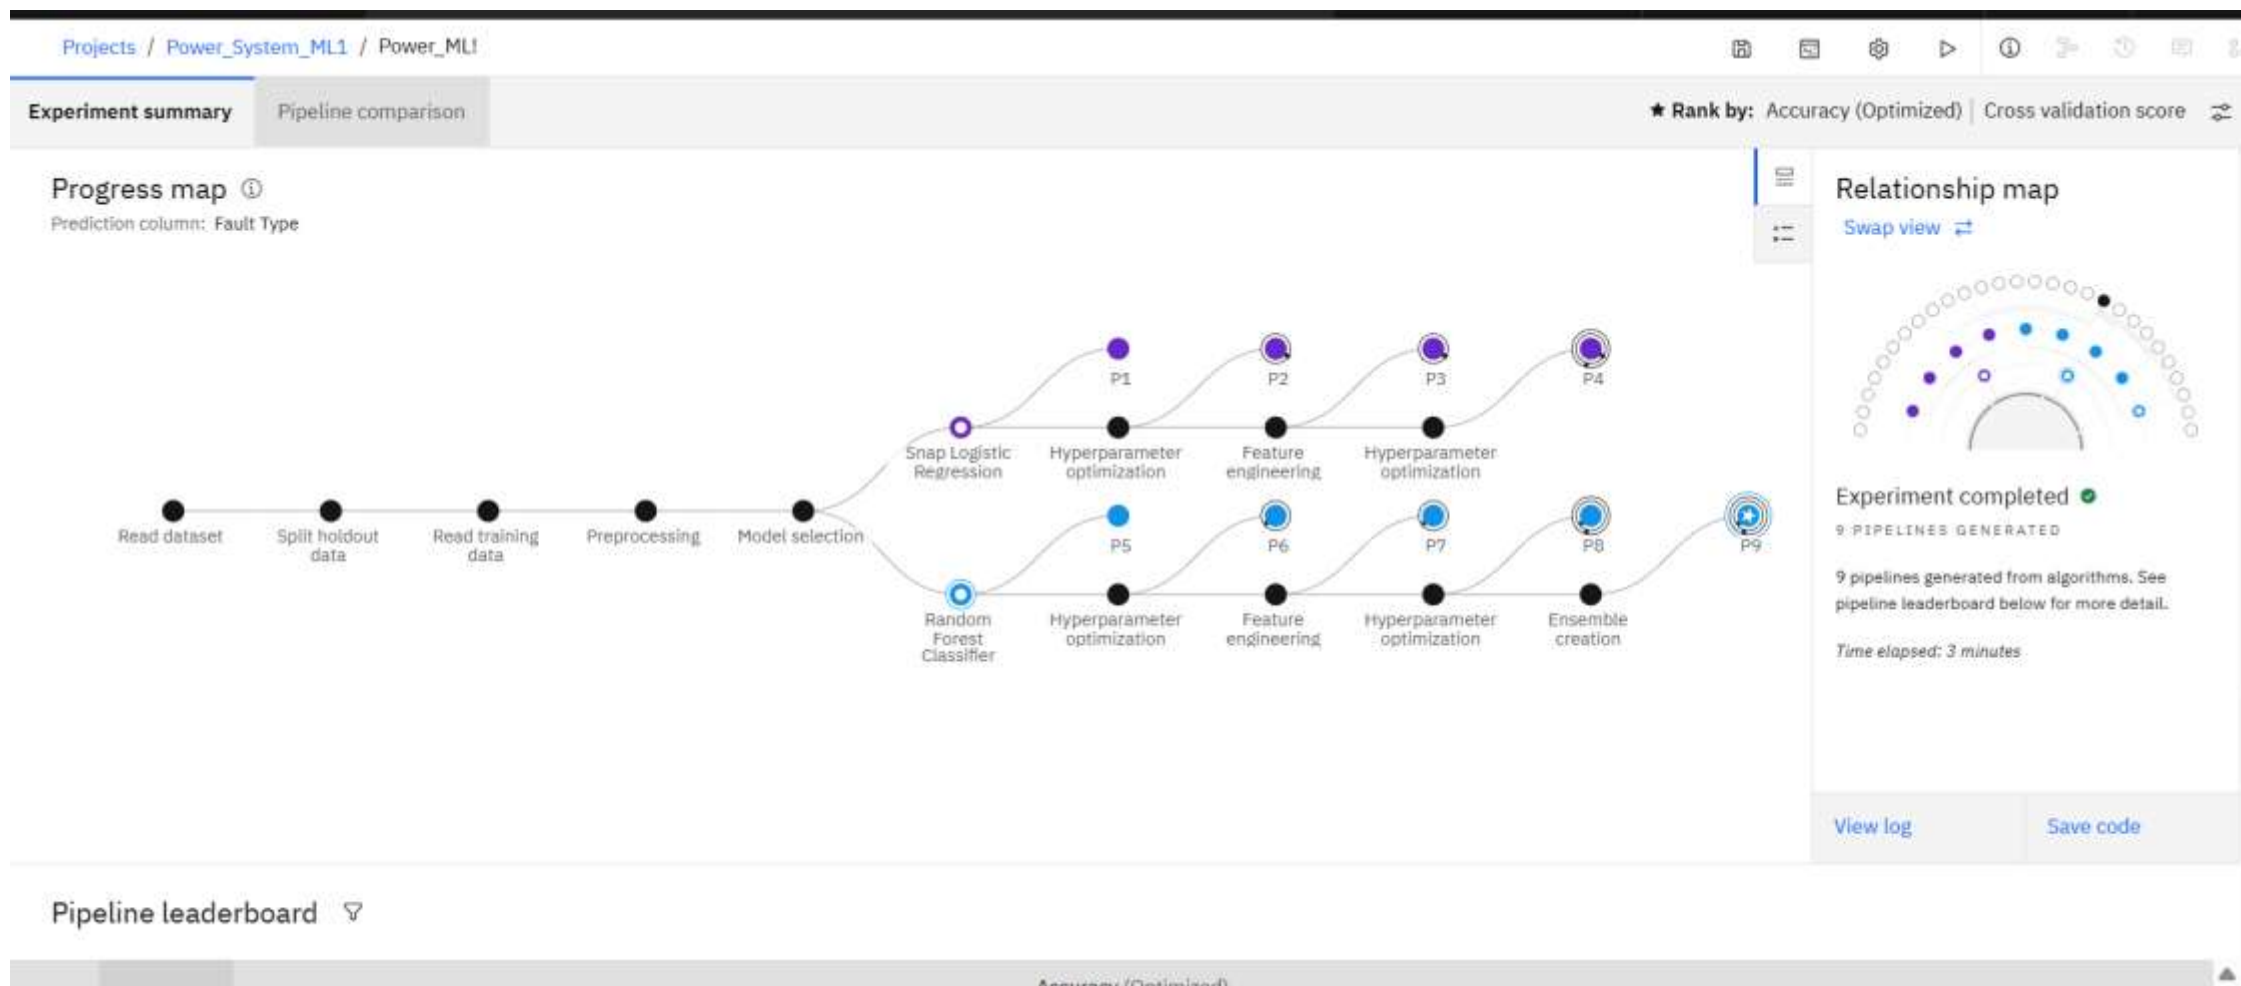 Projects / Power_System_ML1 / Power_ML!
Experiment summary
Pipeline comparison
★ Rank by: Accuracy (Optimized) | Cross validation score
Progress map
Prediction column: Fault Type
P1
P2
P3
P4
Snap Logistic
Regression
Hyperparameter
optimization
Feature
engineering
Hyperparameter
optimization
Read dataset
Split holdout
data
Read training
data
Preprocessing
Model selection
P5
P6
P7
P8
P9
Random
Forest
Classifier
Hyperparameter
optimization
Feature
engineering
Hyperparameter
optimization
Ensemble
creation
Relationship map
Swap view
Experiment completed
9 PIPELINES GENERATED
9 pipelines generated from algorithms. See
pipeline leaderboard below for more detail.
Time elapsed: 3 minutes
View log
Save code
Pipeline leaderboard
Accuracy (Optimized)